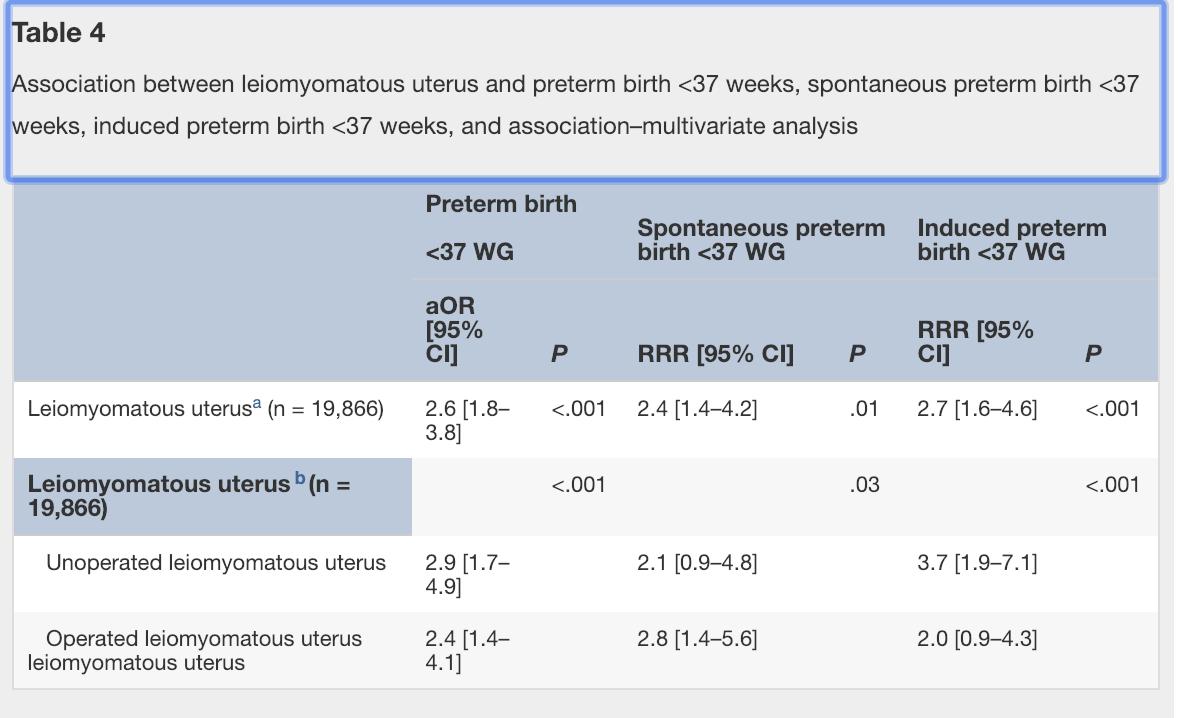 Table 4
Association between leiomyomatous uterus and preterm birth <37 weeks, spontaneous preterm birth <37
weeks, induced preterm birth <37 weeks, and association–multivariate analysis
Preterm birth
<37 WG
Spontaneous preterm
birth <37 WG
Induced preterm
birth <37 WG
aOR
[95%
CI]
P
RRR [95% CI]
P
RRR [95%
CI]
P
Leiomyomatous uterusa (n = 19,866)
2.6 [1.8–
3.8]
<.001
2.4 [1.4–4.2]
.01
2.7 [1.6–4.6]
<.001
Leiomyomatous uterus b (n =
19,866)
<.001
.03
<.001
Unoperated leiomyomatous uterus
2.9 [1.7–
4.9]
2.1 [0.9–4.8]
3.7 [1.9–7.1]
Operated leiomyomatous uterus
leiomyomatous uterus
2.4 [1.4–
4.1]
2.8 [1.4–5.6]
2.0 [0.9–4.3]